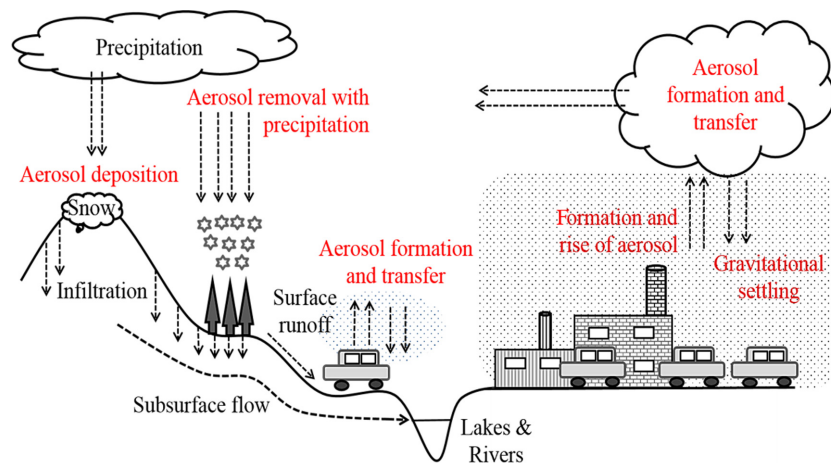 Precipitation
Aerosol removal with
precipitation
Aerosol
formation and
transfer
Aerosol deposition
Snow
Formation and
rise of aerosol
Gravitational
settling
Aerosol formation
and transfer
Infiltration
Surface
runoff
Subsurface flow
Lakes &
Rivers